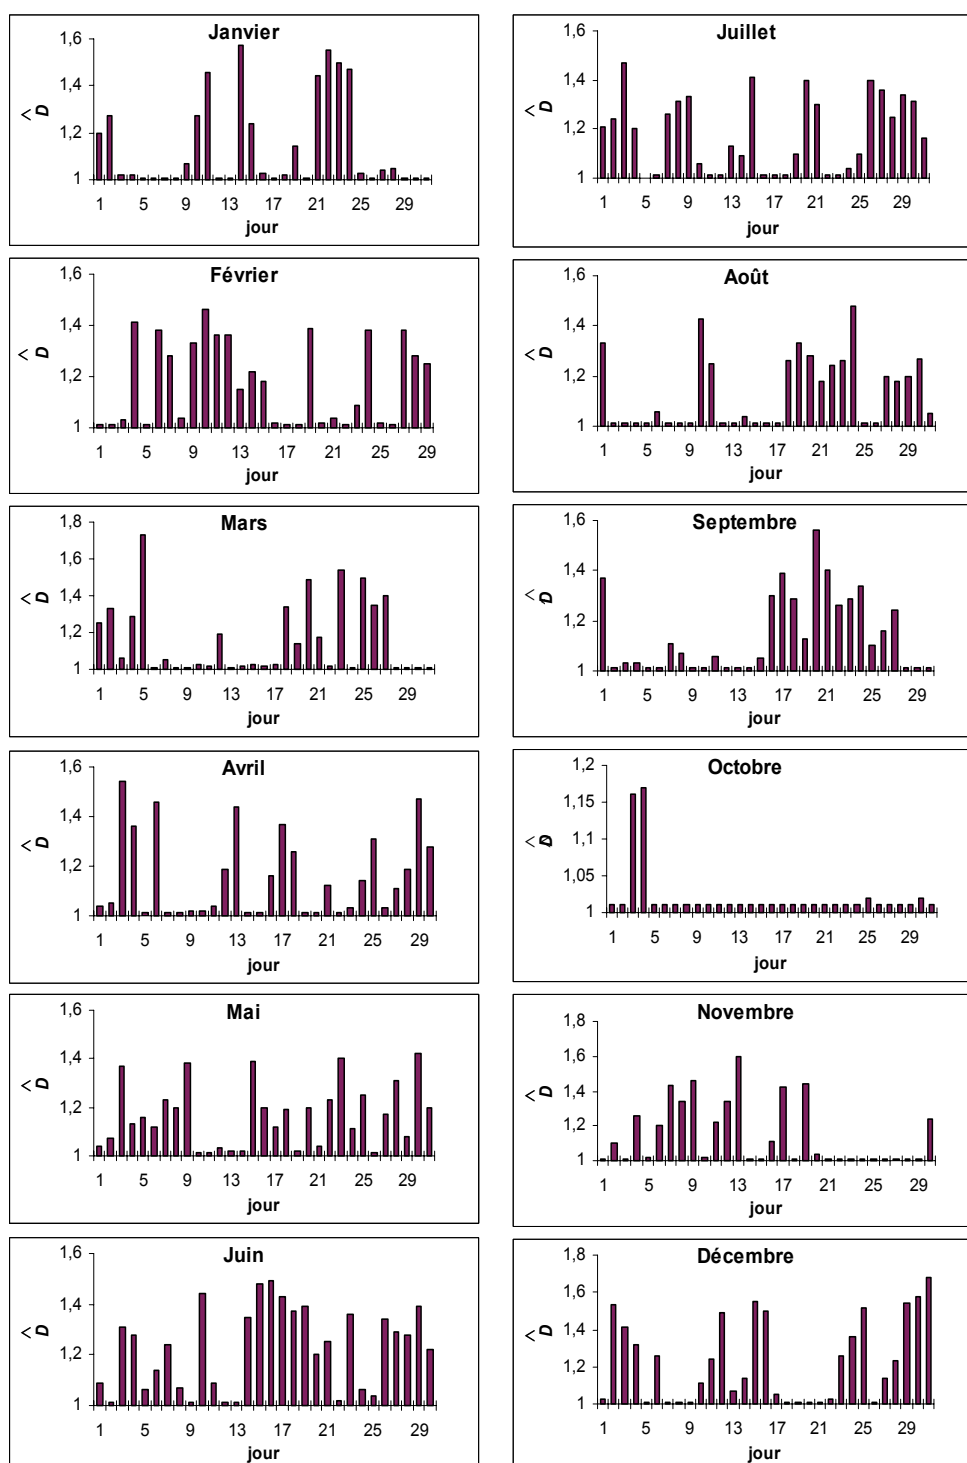 Janvier
1,6
1,4
1,2
1
D̂
1 5 9 13 17 21 25 29
jour
Février
1,6
1,4
1,2
1
D̂
1 5 9 13 17 21 25 29
jour
Mars
1,8
1,6
1,4
1,2
1
D̂
1 5 9 13 17 21 25 29
jour
Avril
1,6
1,4
1,2
1
D̂
1 5 9 13 17 21 25 29
jour
Mai
1,6
1,4
1,2
1
D̂
1 5 9 13 17 21 25 29
jour
Juin
1,6
1,4
1,2
1
D̂
1 5 9 13 17 21 25 29
jour
Juillet
1,6
1,4
1,2
1
D̂
1 5 9 13 17 21 25 29
jour
Août
1,6
1,4
1,2
1
D̂
1 5 9 13 17 21 25 29
jour
Septembre
1,6
1,4
1,2
1
D̂
1 5 9 13 17 21 25 29
jour
Octobre
1,2
1,15
1,1
1,05
1
D̂
1 5 9 13 17 21 25 29
jour
Novembre
1,8
1,6
1,4
1,2
1
D̂
1 5 9 13 17 21 25 29
jour
Décembre
1,8
1,6
1,4
1,2
1
D̂
1 5 9 13 17 21 25 29
jour